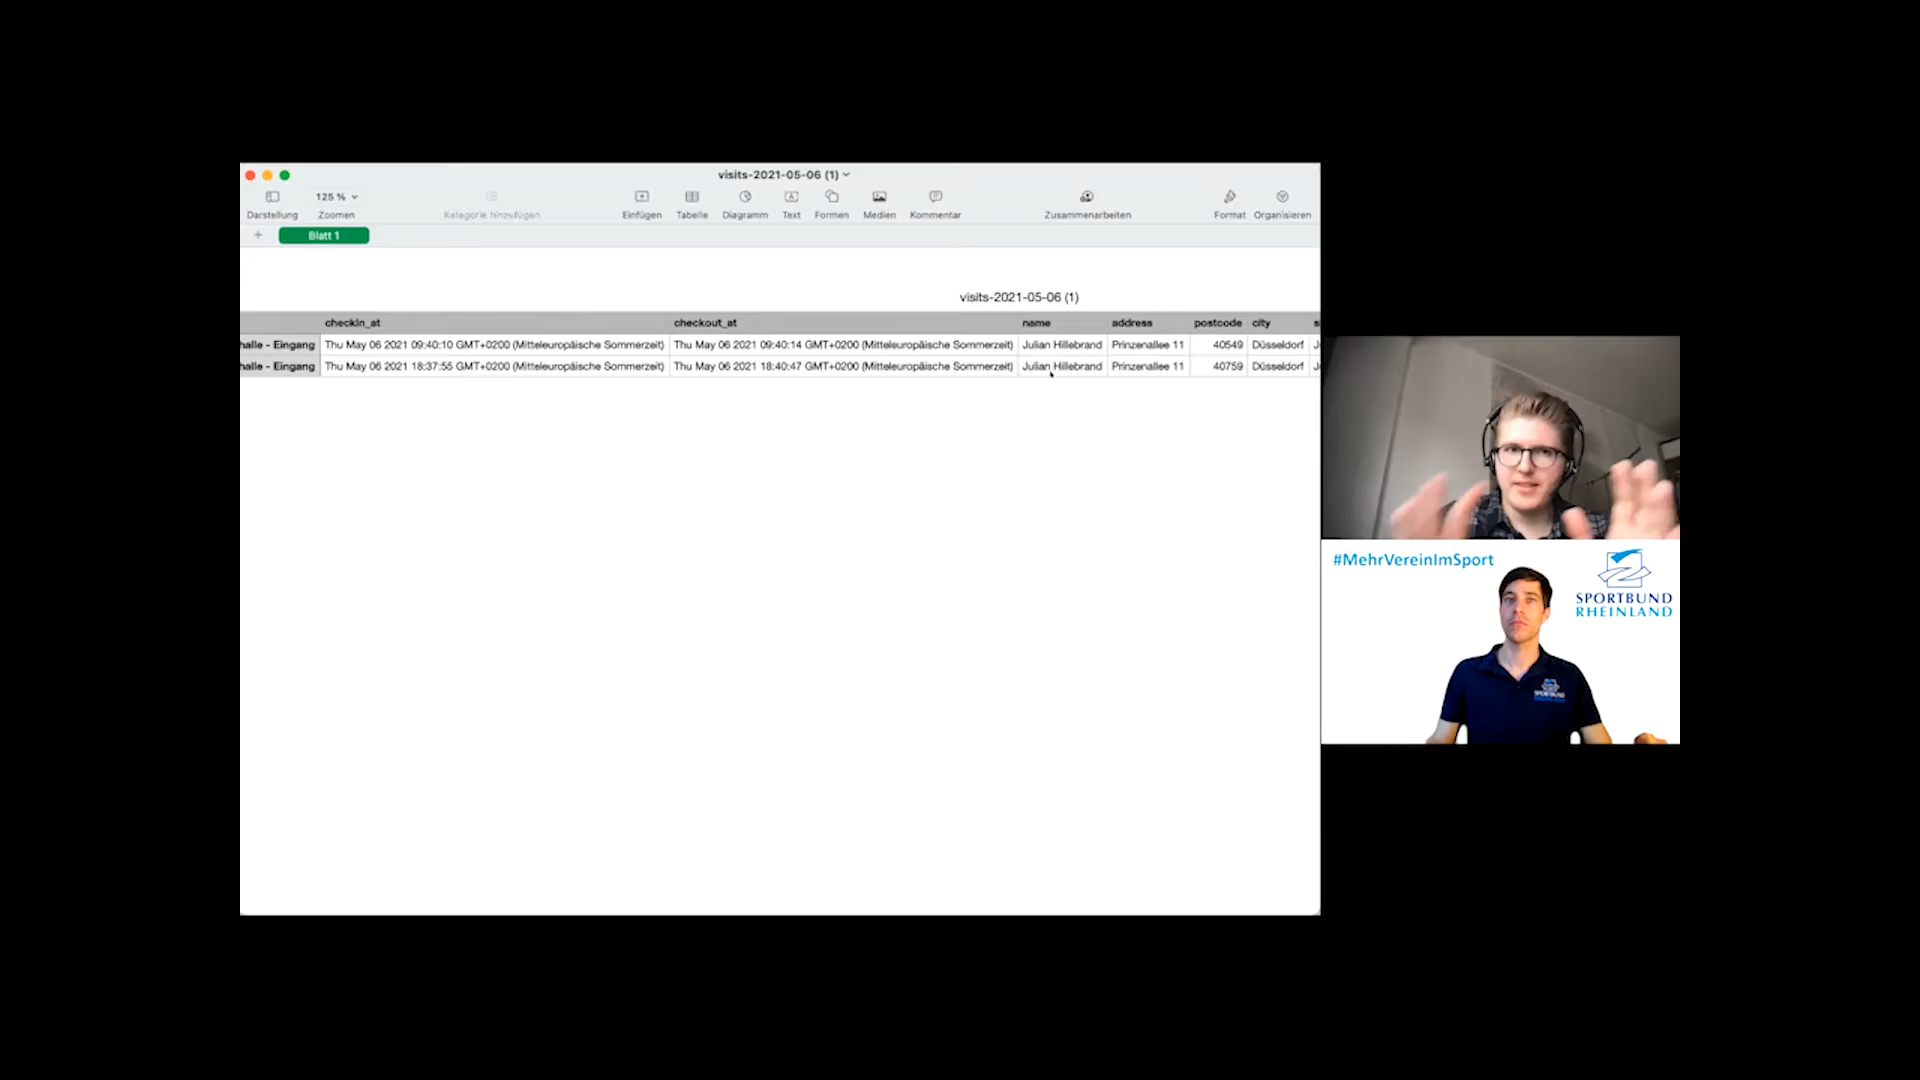 visits-2021-05-06 (1)
125 %
Darstellung Zoomen Kategorie hinzufügen Einfügen Tabelle Diagramm Text Formen Medien Kommentar Zusammenarbeiten Format Organisieren
+ Blatt 1
visits-2021-05-06 (1)
checkin_at checkout_at name address postcode city s
halle - Eingang Thu May 06 2021 09:40:10 GMT+0200 (Mitteleuropäische Sommerzeit) Thu May 06 2021 09:40:14 GMT+0200 (Mitteleuropäische Sommerzeit) Julian Hillebrand Prinzenallee 11 40549 Düsseldorf J
halle - Eingang Thu May 06 2021 18:37:55 GMT+0200 (Mitteleuropäische Sommerzeit) Thu May 06 2021 18:40:47 GMT+0200 (Mitteleuropäische Sommerzeit) Julian Hillebrand Prinzenallee 11 40759 Düsseldorf J
#MehrVereinImSport
SPORTBUND
RHEINLAND
SPORTBUND